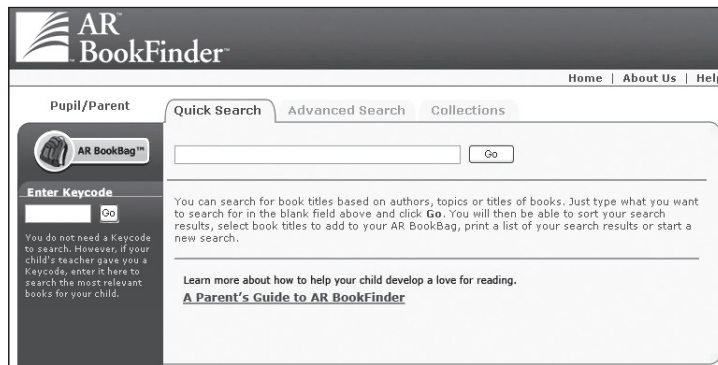 AR™
BookFinder™
Home | About Us | Help
Pupil/Parent
Quick Search
Advanced Search
Collections
AR BookBag™
Go
Enter Keycode
Go
You do not need a Keycode
to search. However, if your
child's teacher gave you a
Keycode, enter it here to
search the most relevant
books for your child.
You can search for book titles based on authors, topics or titles of books. Just type what you want
to search for in the blank field above and click Go. You will then be able to sort your search
results, select book titles to add to your AR BookBag, print a list of your search results or start a
new search.
Learn more about how to help your child develop a love for reading.
A Parent's Guide to AR BookFinder